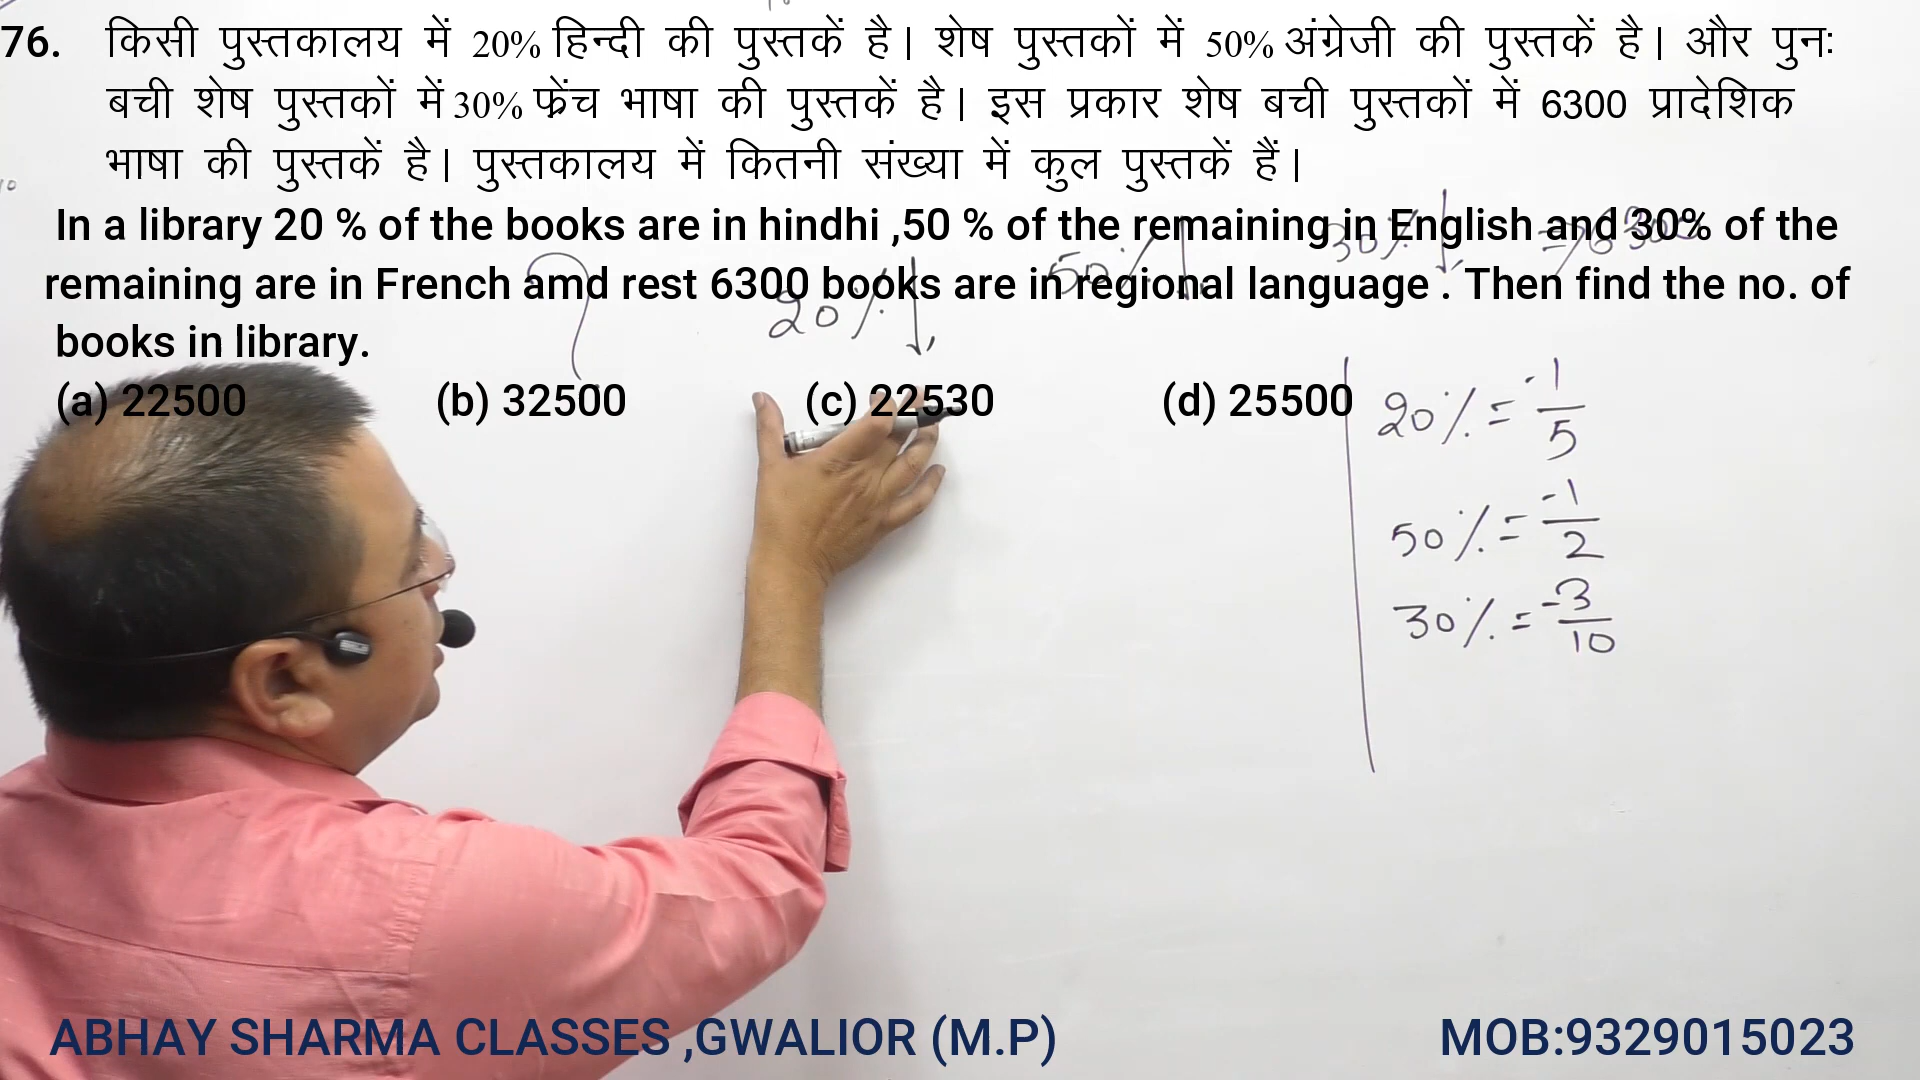 76. किसी पुस्तकालय में 20% हिन्दी की पुस्तकें है। शेष पुस्तकों में 50% अंग्रेजी की पुस्तकें है। और पुनः
बची शेष पुस्तकों में 30% फ्रेंच भाषा की पुस्तकें है। इस प्रकार शेष बची पुस्तकों में 6300 प्रादेशिक
भाषा की पुस्तकें है। पुस्तकालय में कितनी संख्या में कुल पुस्तकें हैं।
In a library 20 % of the books are in hindhi ,50 % of the remaining in English and 30% of the
remaining are in French amd rest 6300 books are in regional language . Then find the no. of
books in library.
20% ↓ 50% ↓ 30% ↓ => 6300
(a) 22500 (b) 32500 (c) 22530 (d) 25500
20% = -1/5
50% = -1/2
30% = -3/10
ABHAY SHARMA CLASSES ,GWALIOR (M.P) MOB:9329015023